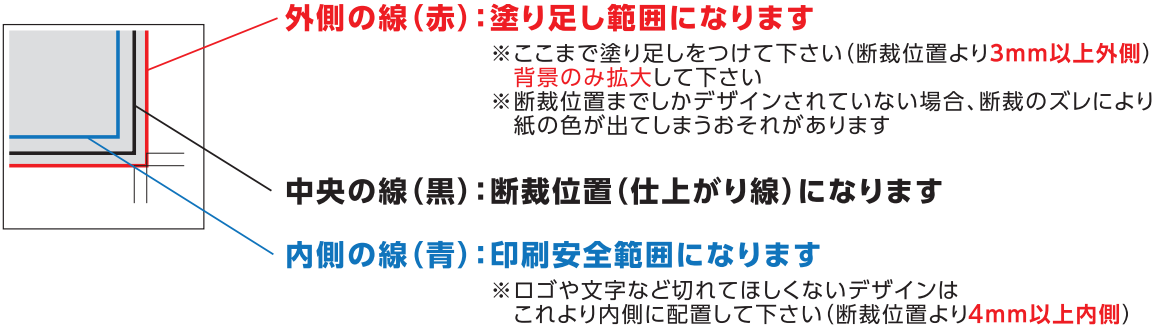 外側の線（赤）：塗り足し範囲になります
※ここまで塗り足しをつけて下さい（断裁位置より3mm以上外側）
背景のみ拡大して下さい
※断裁位置までしかデザインされていない場合、断裁のズレにより
紙の色が出てしまうおそれがあります
中央の線（黒）：断裁位置（仕上がり線）になります
内側の線（青）：印刷安全範囲になります
※ロゴや文字など切れてほしくないデザインは
これより内側に配置して下さい（断裁位置より4mm以上内側）